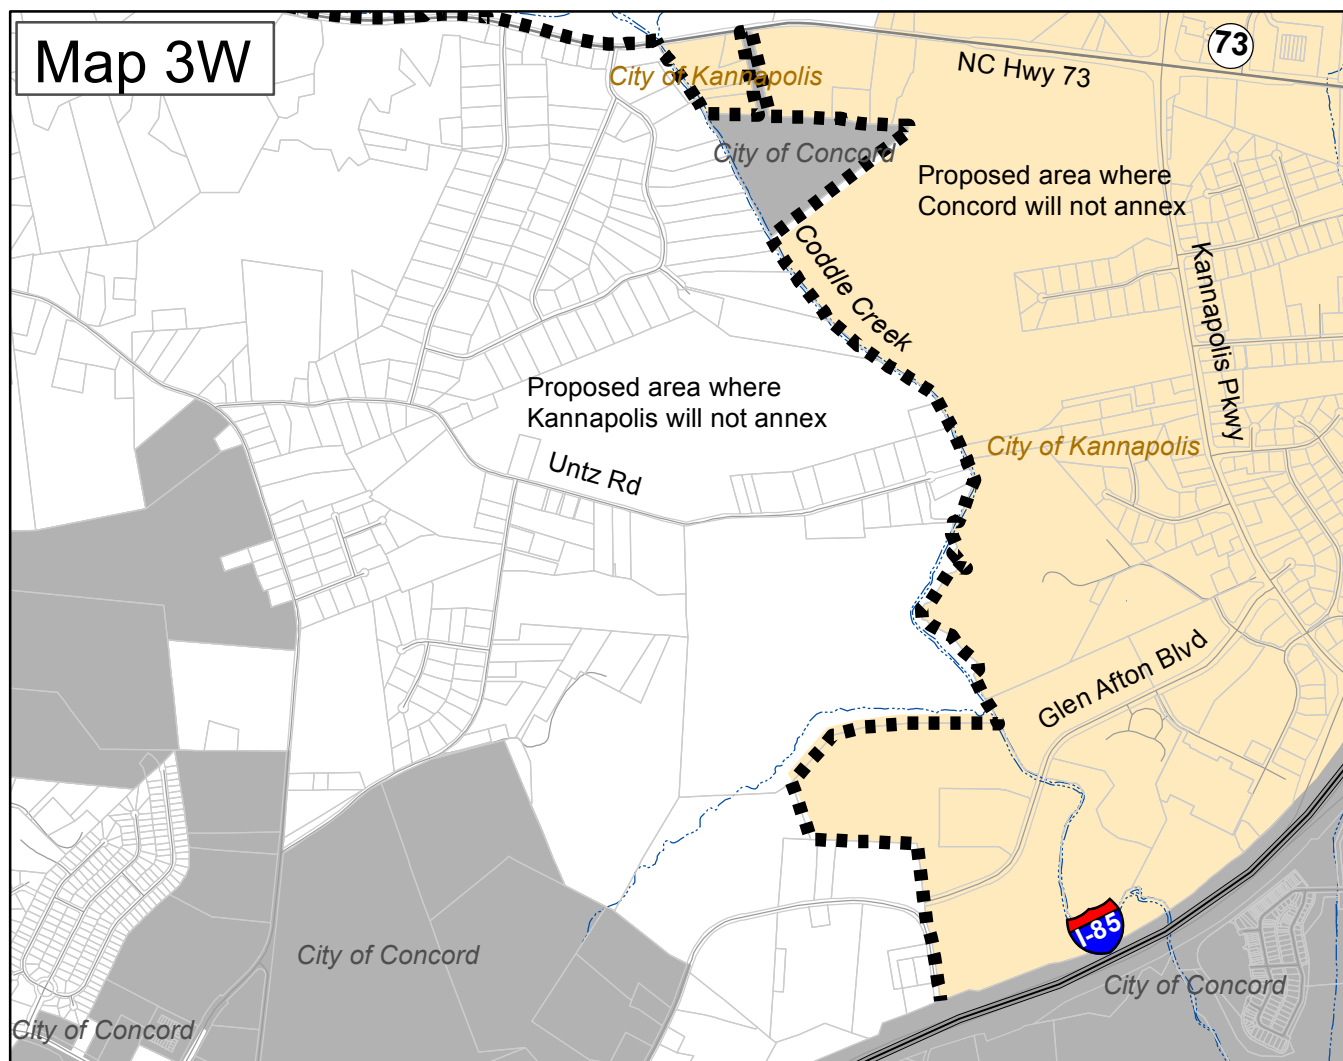 Map 3W
73
NC Hwy 73
City of Kannapolis
City of Concord
Proposed area where
Concord will not annex
Coddle Creek
Kannapolis Pkwy
Proposed area where
Kannapolis will not annex
City of Kannapolis
Untz Rd
Glen Afton Blvd
I-85
City of Concord
City of Concord
City of Concord